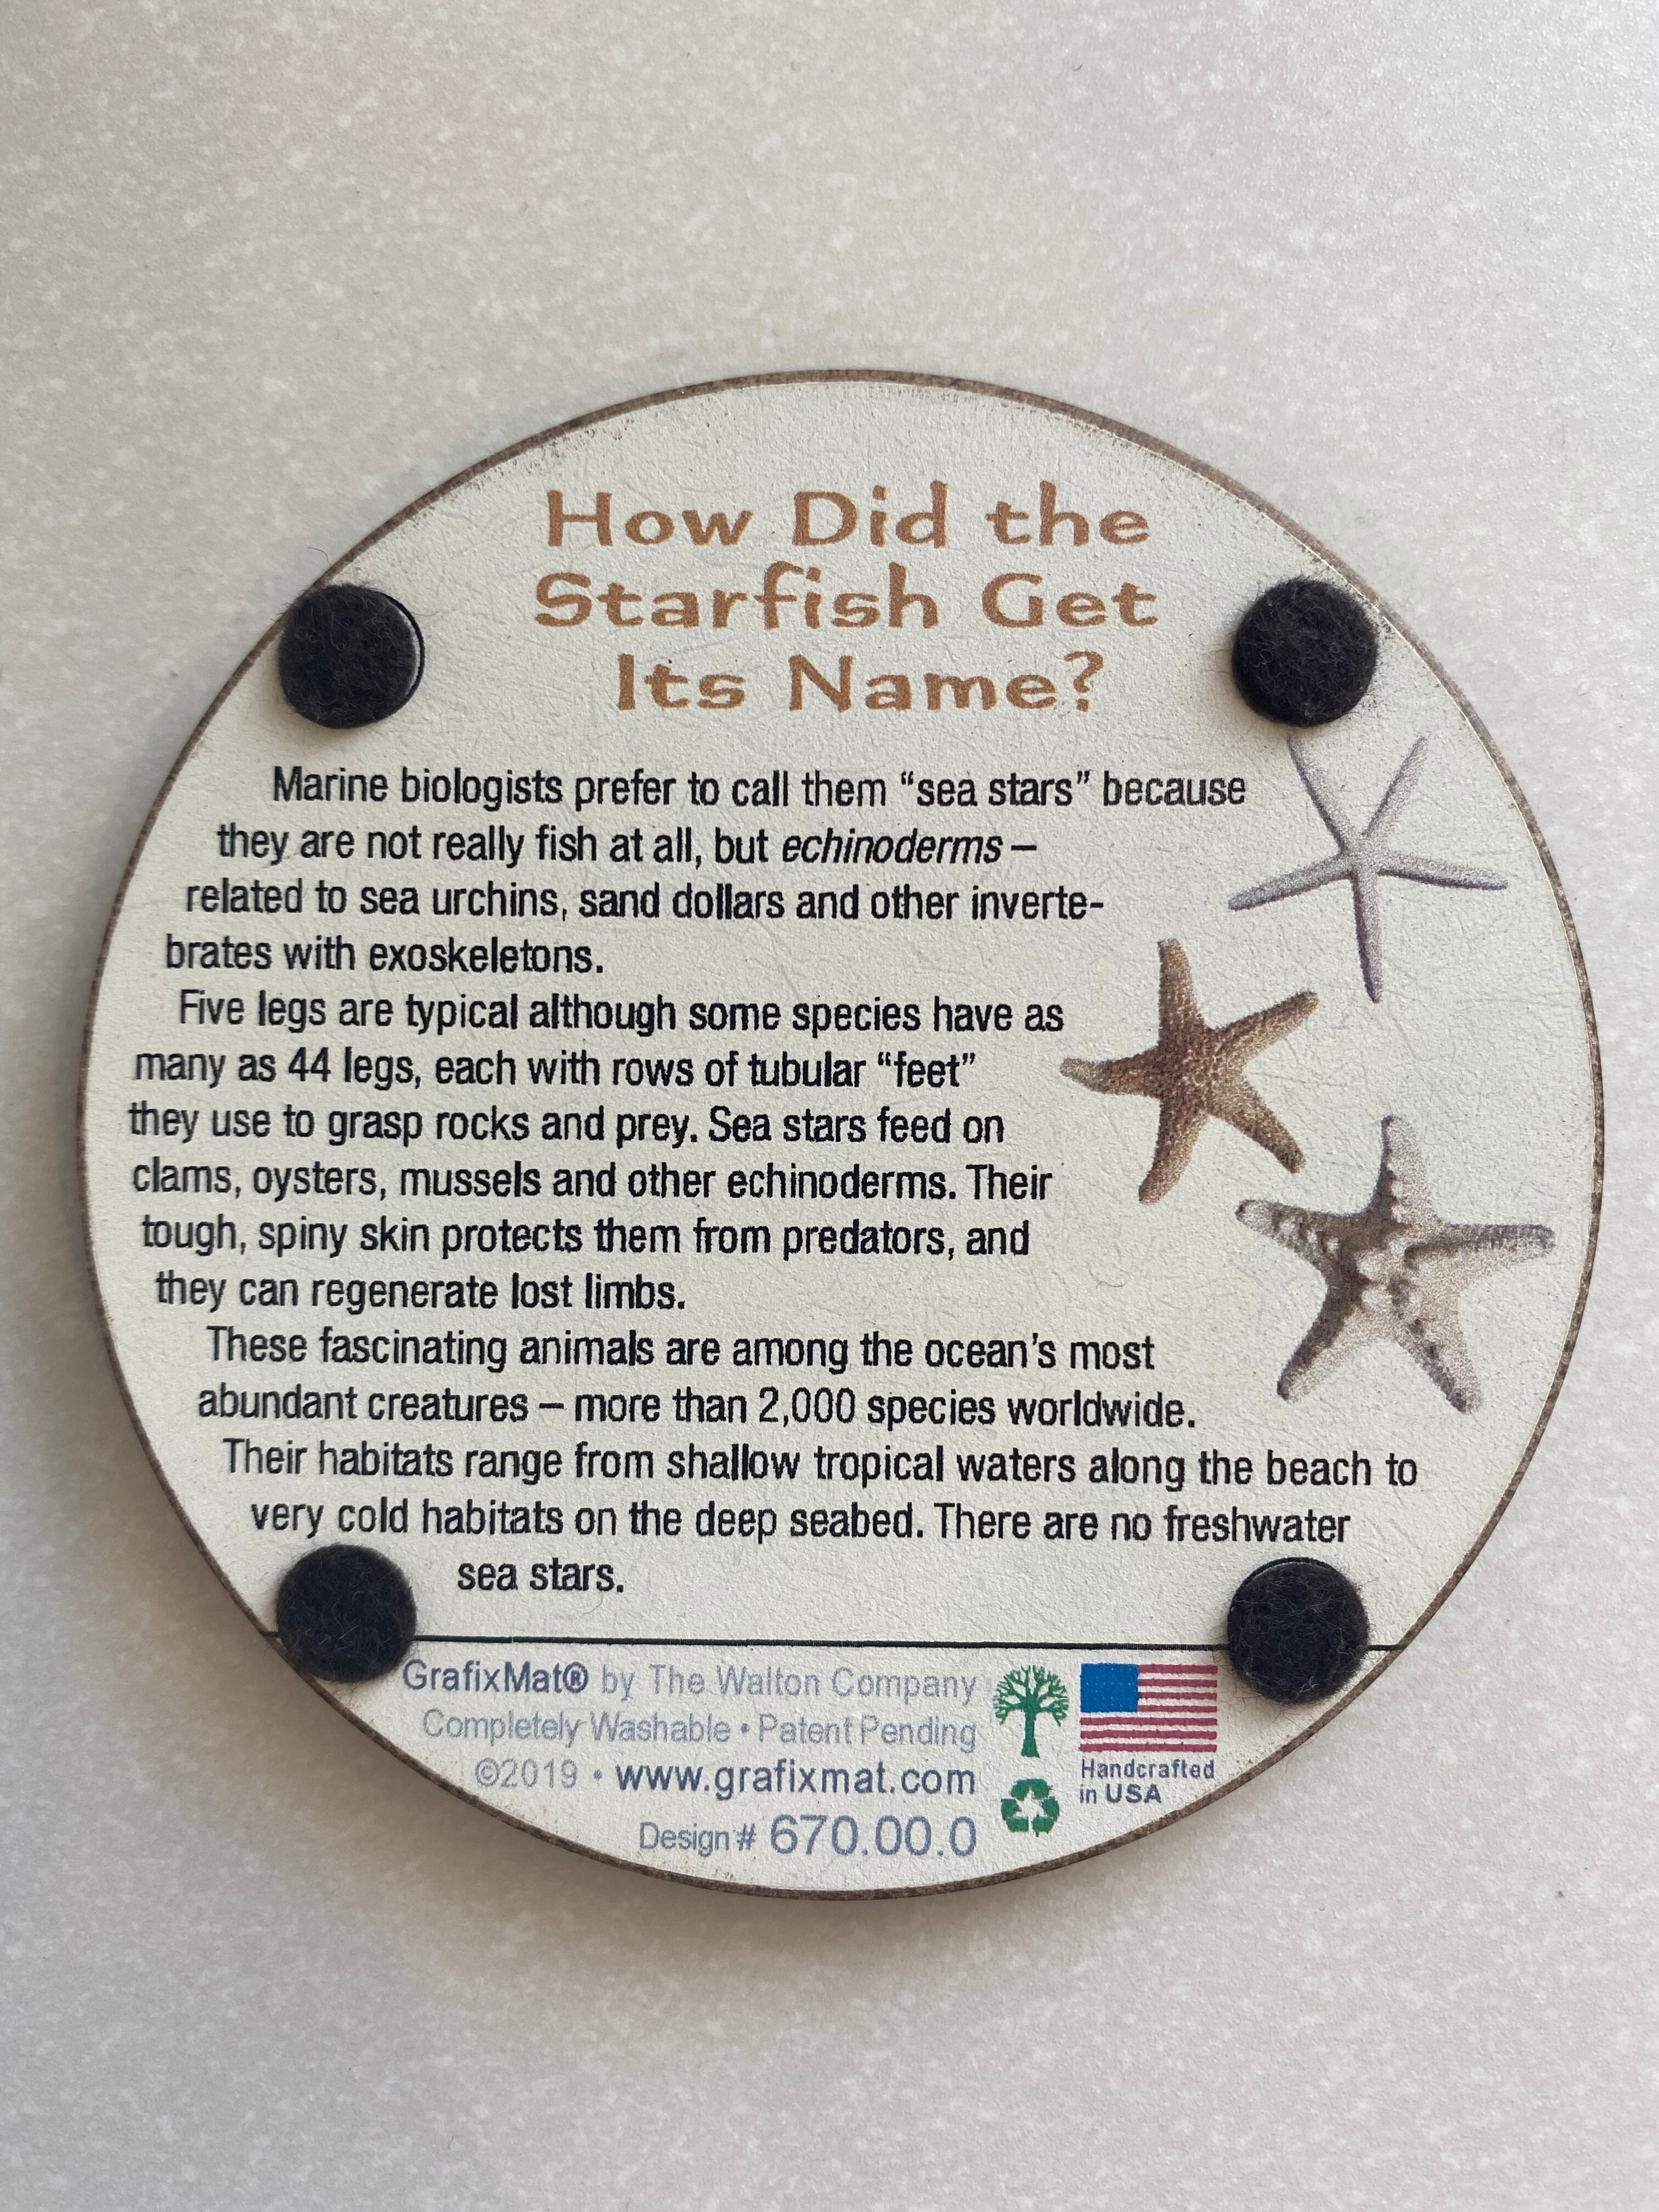 How Did the
Starfish Get
Its Name?
Marine biologists prefer to call them “sea stars” because
they are not really fish at all, but echinoderms –
related to sea urchins, sand dollars and other inverte-
brates with exoskeletons.
Five legs are typical although some species have as
many as 44 legs, each with rows of tubular “feet”
they use to grasp rocks and prey. Sea stars feed on
clams, oysters, mussels and other echinoderms. Their
tough, spiny skin protects them from predators, and
they can regenerate lost limbs.
These fascinating animals are among the ocean’s most
abundant creatures – more than 2,000 species worldwide.
Their habitats range from shallow tropical waters along the beach to
very cold habitats on the deep seabed. There are no freshwater
sea stars.
GrafixMat® by The Walton Company
Completely Washable • Patent Pending
©2019 • www.grafixmat.com
Design # 670.00.0
Handcrafted
in USA